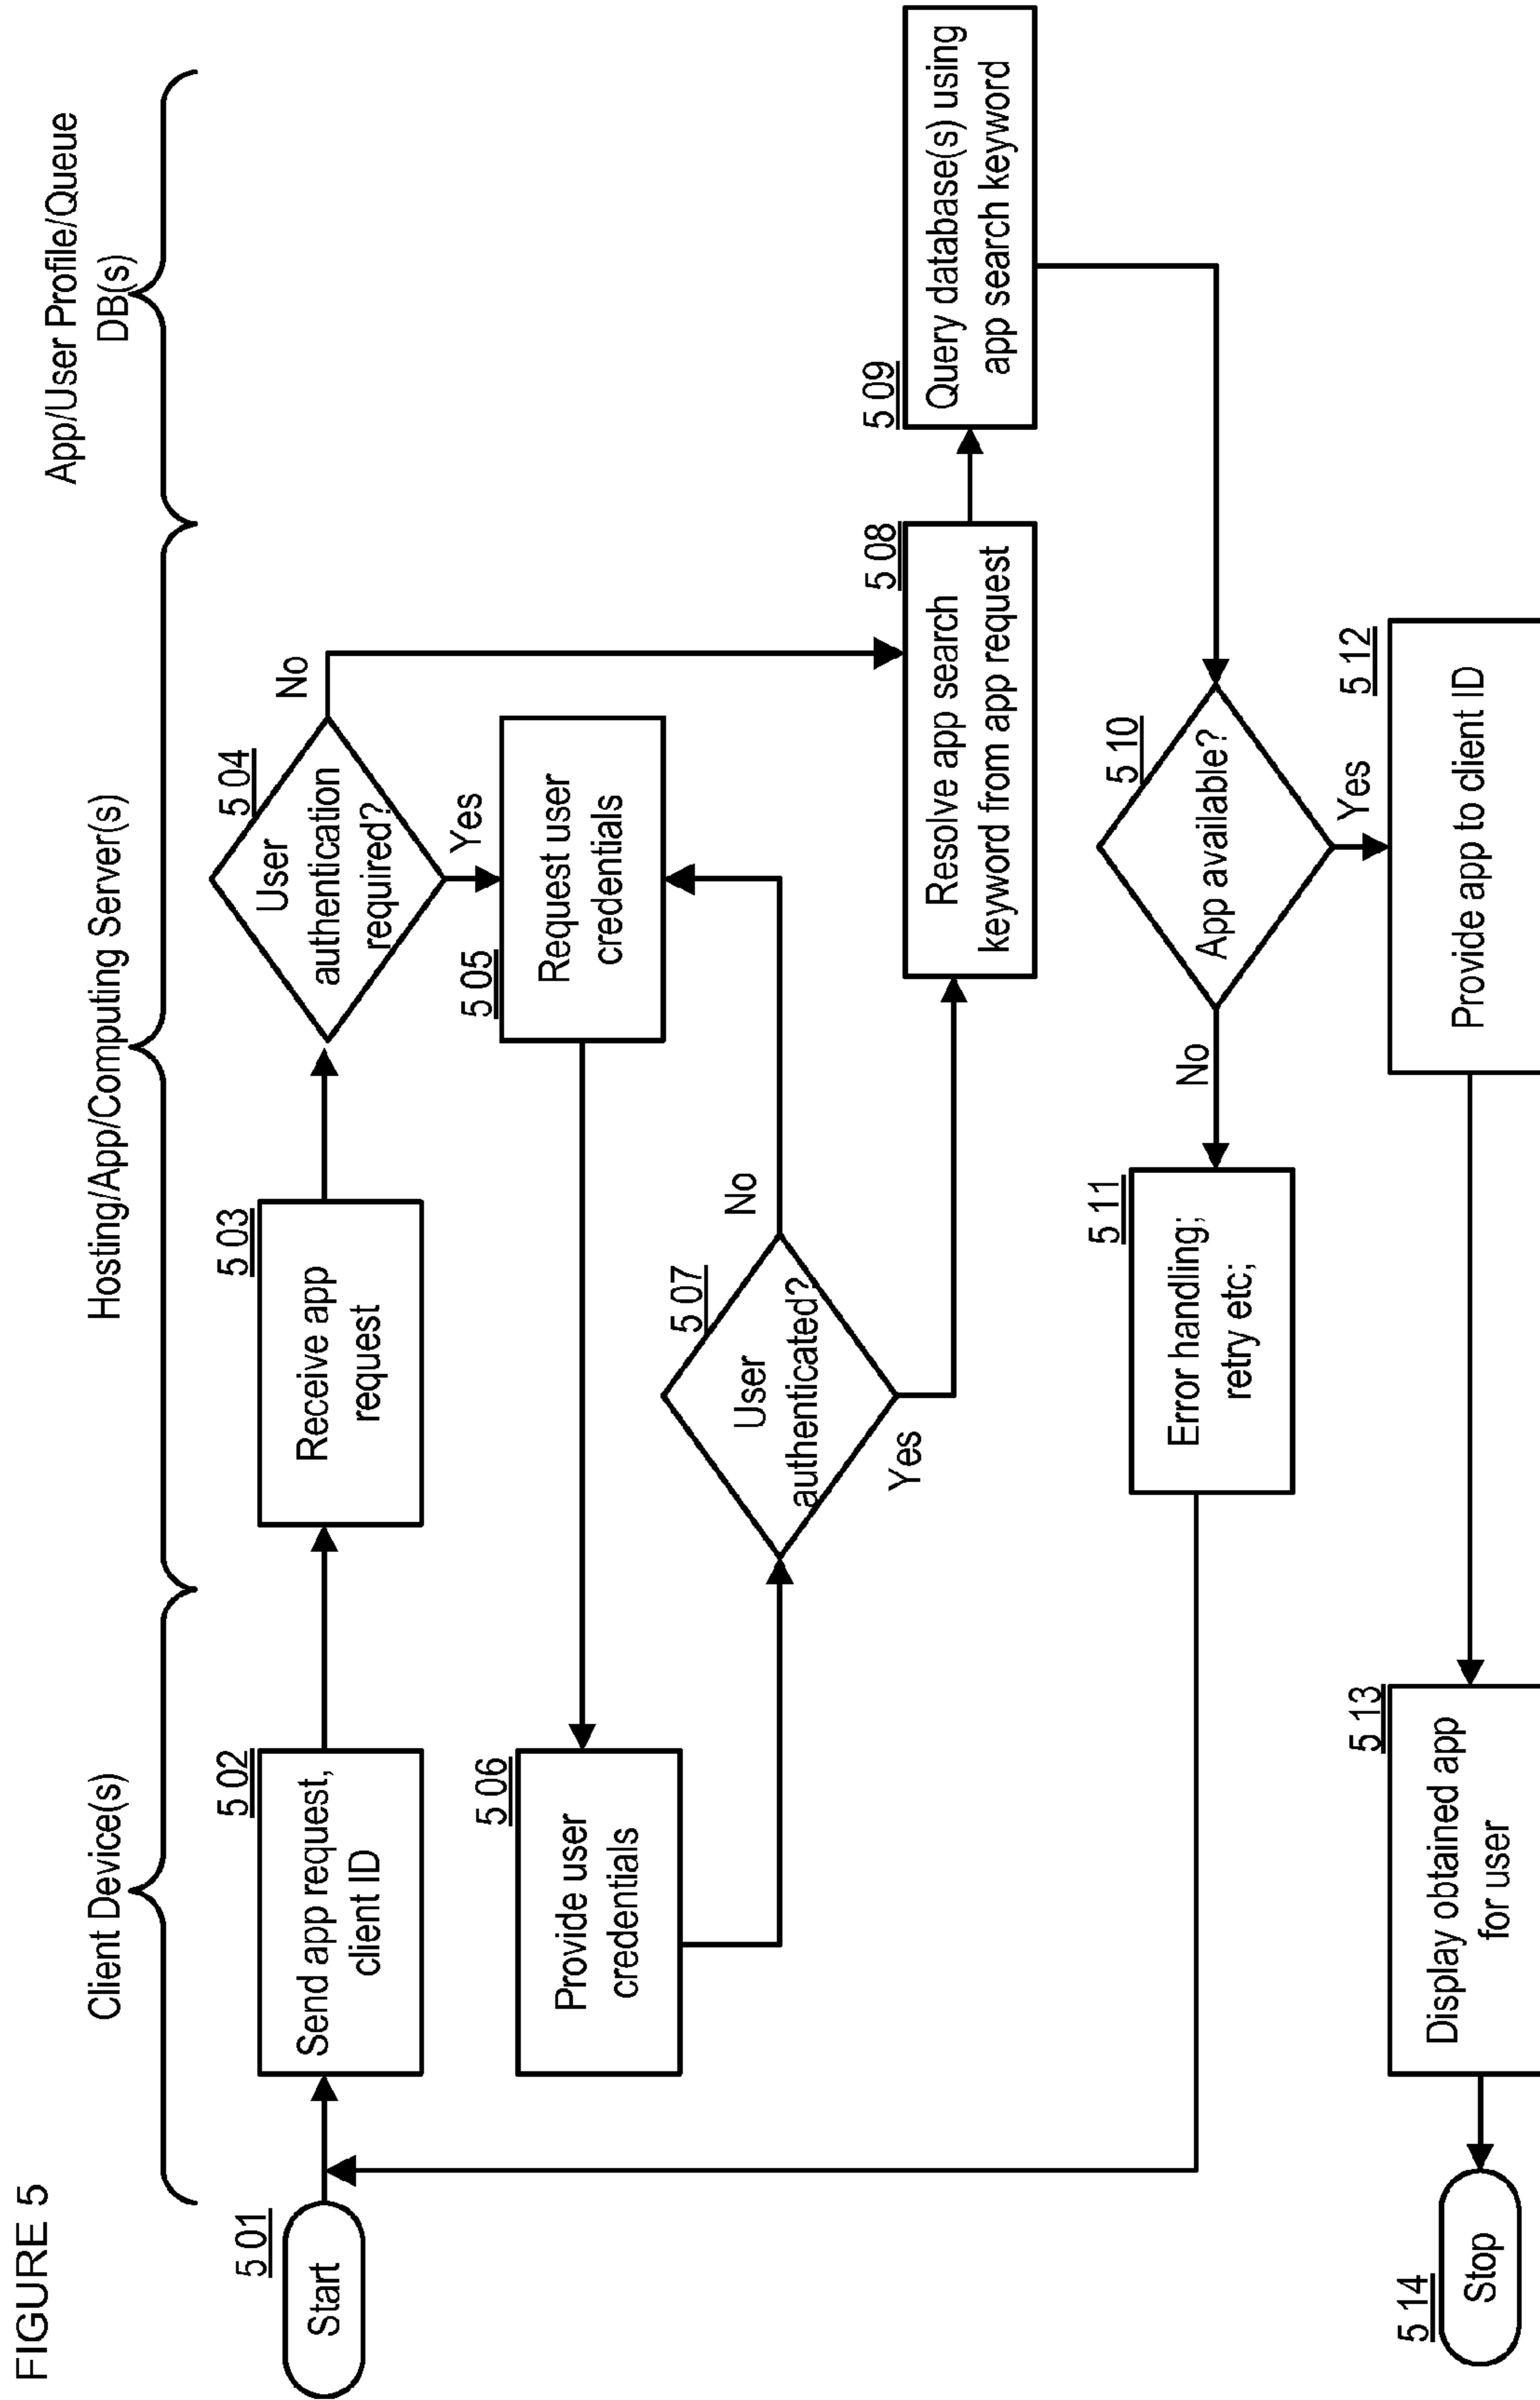 FIGURE 5
Client Device(s)
Hosting/App/Computing Server(s)
App/User Profile/Queue
DB(s)
5 01
Start
5 02
Send app request,
client ID
5 03
Receive app
request
5 04
User
authentication
required?
No
Yes
5 05
Request user
credentials
5 06
Provide user
credentials
5 07
User
authenticated?
No
Yes
5 08
Resolve app search
keyword from app request
5 09
Query database(s) using
app search keyword
5 10
App available?
No
Yes
5 11
Error handling;
retry etc;
5 12
Provide app to client ID
5 13
Display obtained app
for user
5 14
Stop